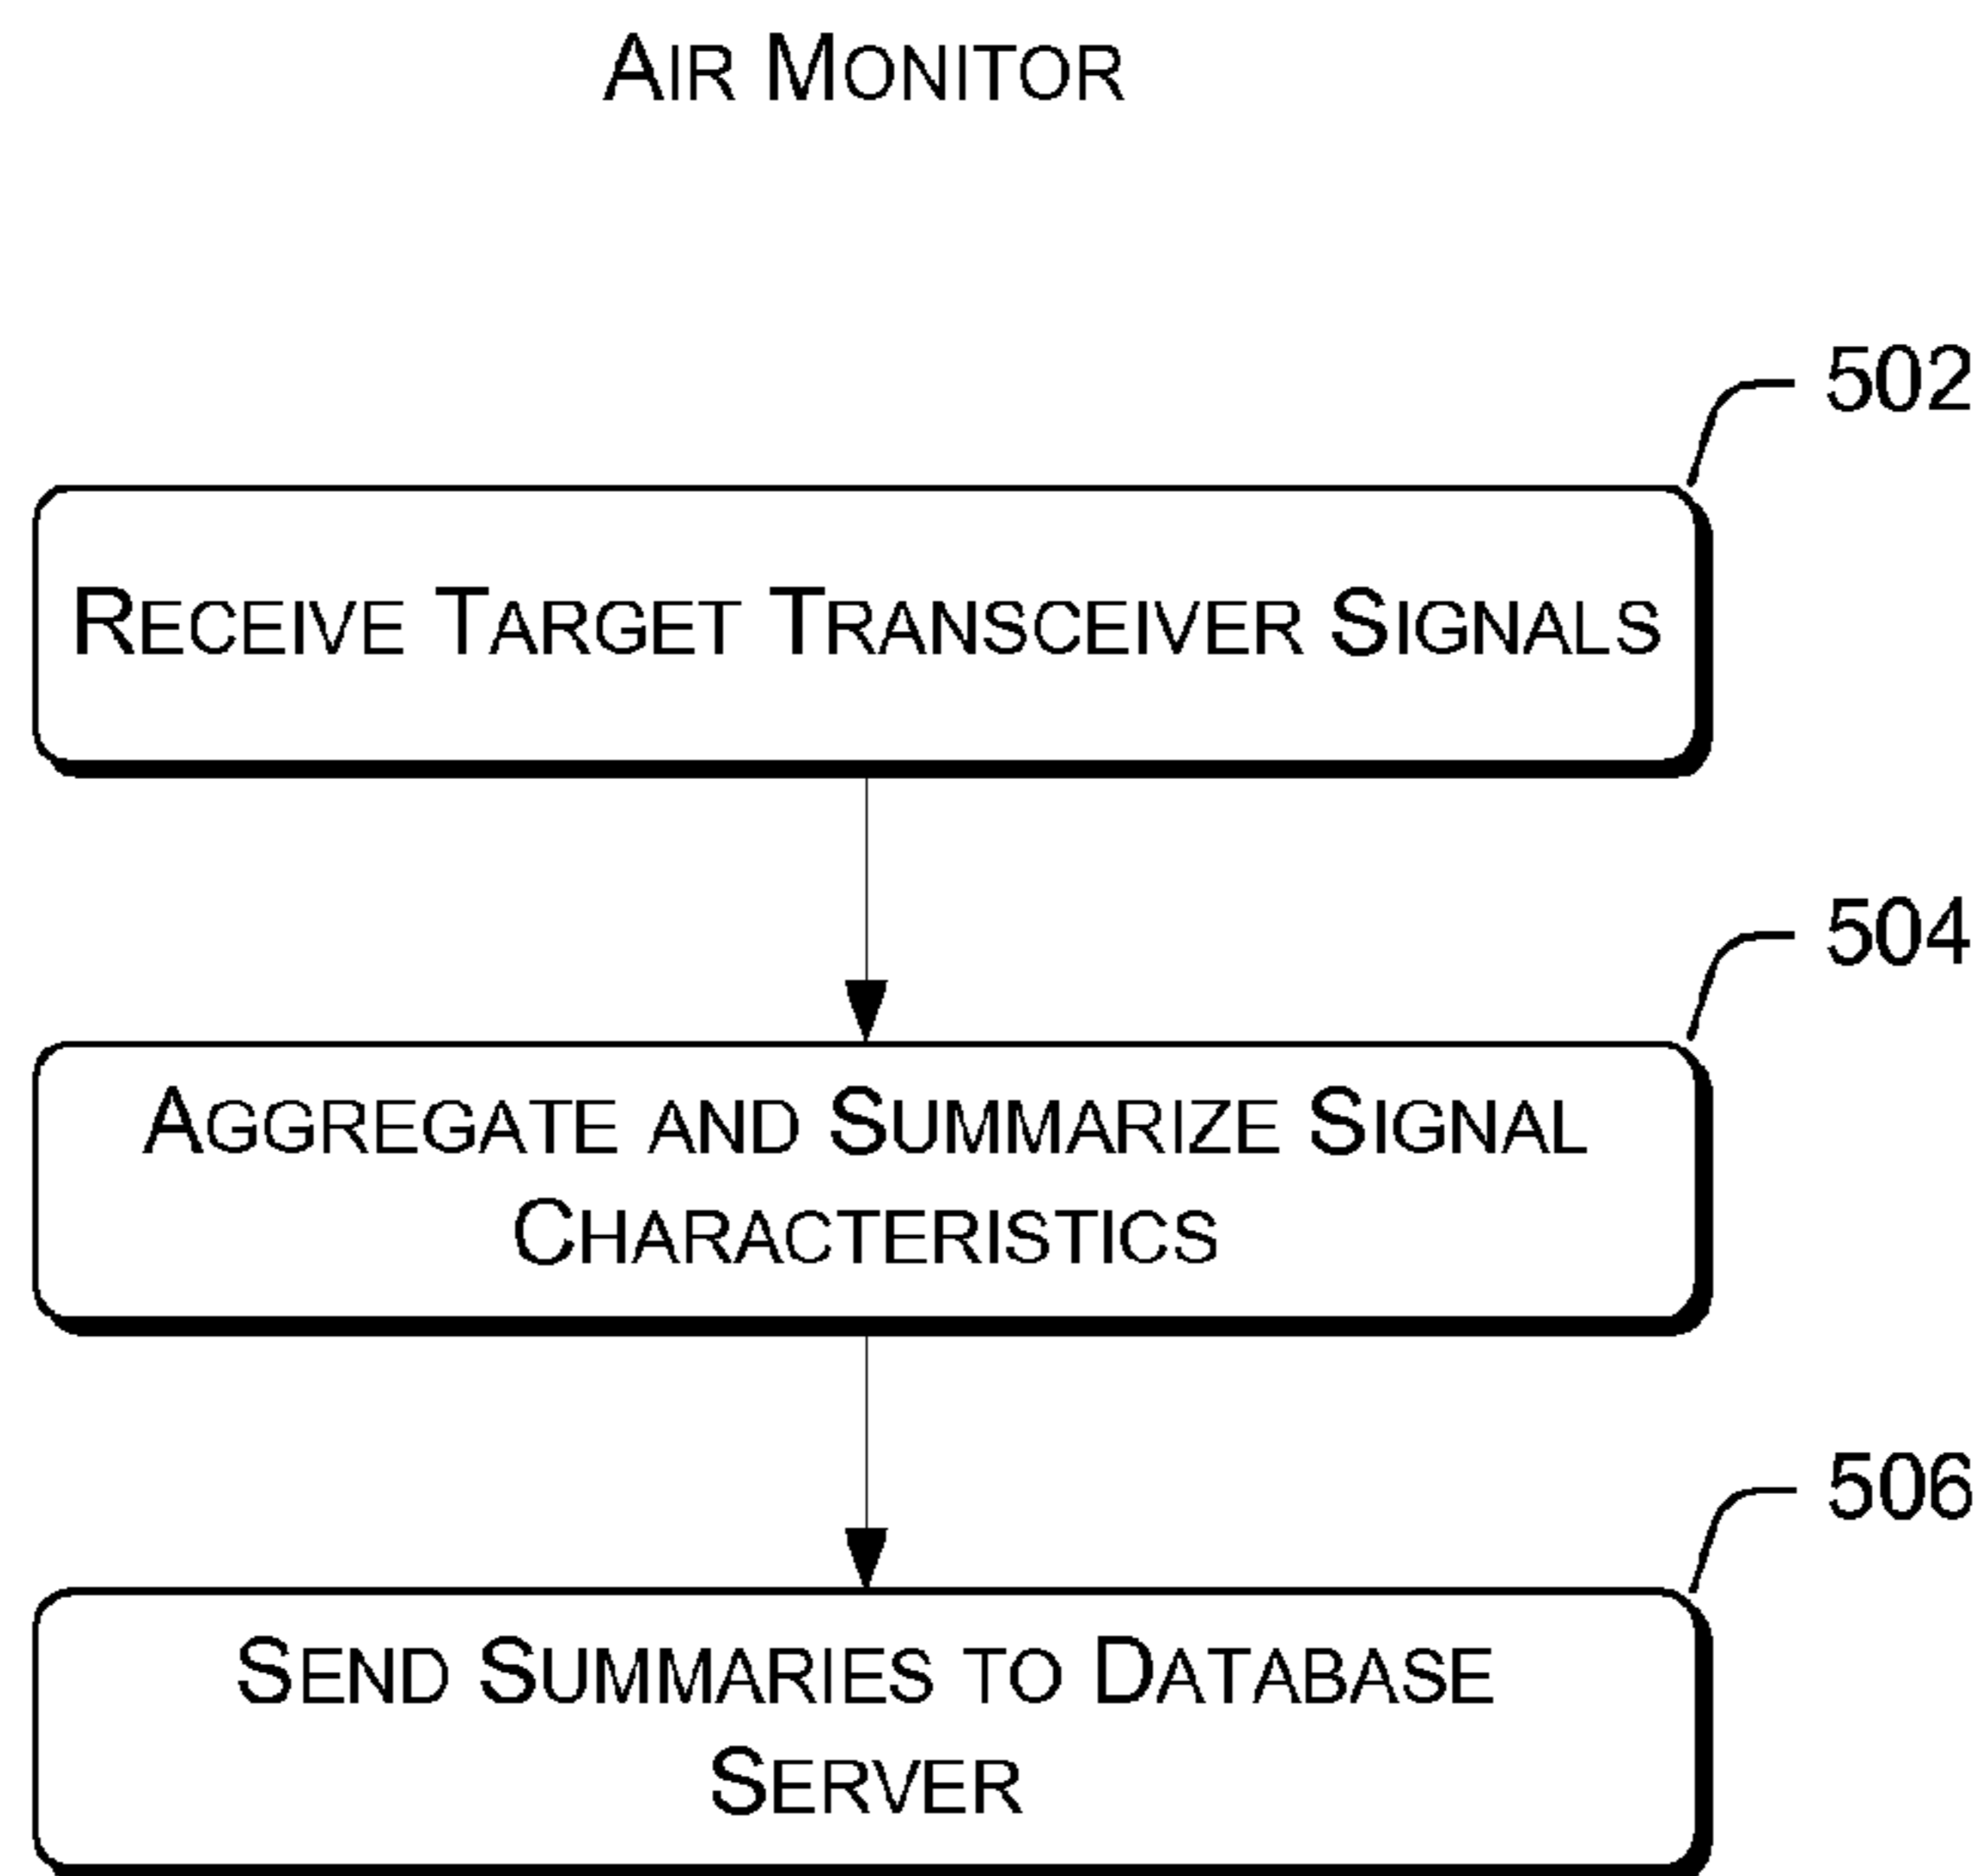 AIR MONITOR
502
RECEIVE TARGET TRANSCEIVER SIGNALS
504
AGGREGATE AND SUMMARIZE SIGNAL
CHARACTERISTICS
506
SEND SUMMARIES TO DATABASE
SERVER